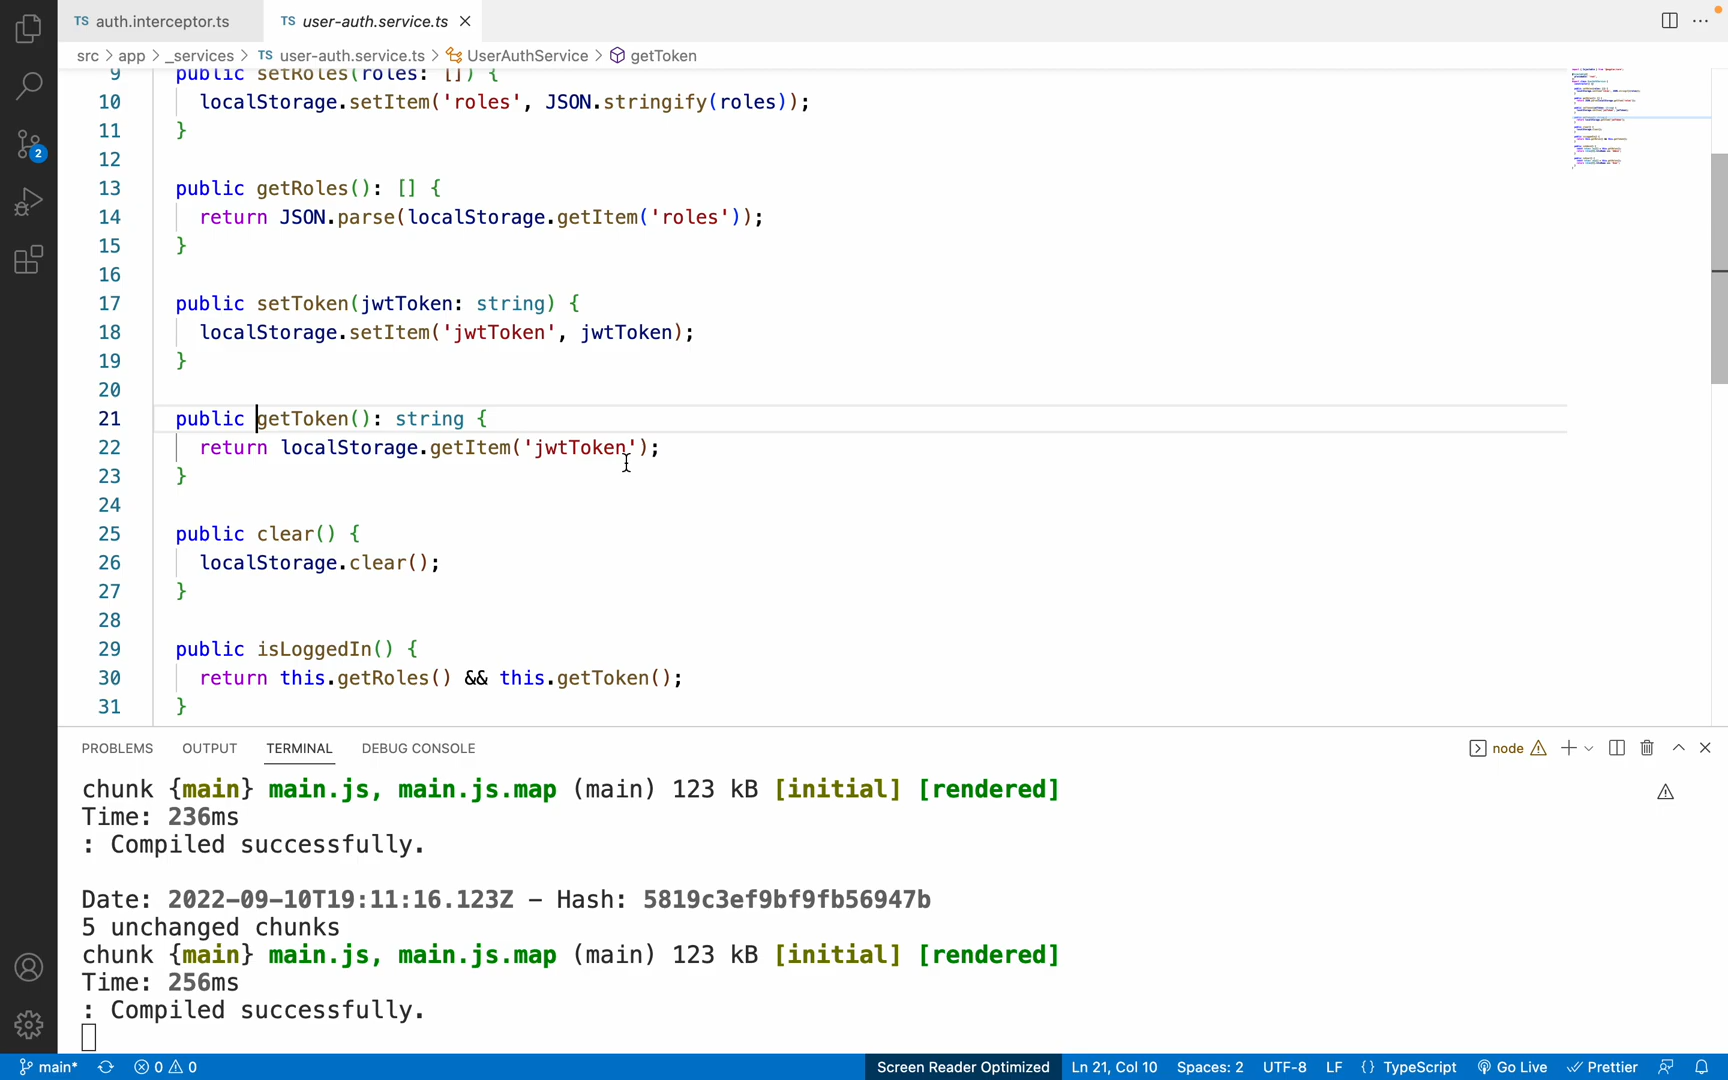 TS auth.interceptor.ts
TS user-auth.service.ts
src > app > _services > TS user-auth.service.ts > UserAuthService > getToken
9 public setRoles(roles: []) {
10 localStorage.setItem('roles', JSON.stringify(roles));
11 }
12
13 public getRoles(): [] {
14 return JSON.parse(localStorage.getItem('roles'));
15 }
16
17 public setToken(jwtToken: string) {
18 localStorage.setItem('jwtToken', jwtToken);
19 }
20
21 public getToken(): string {
22 return localStorage.getItem('jwtToken');
23 }
24
25 public clear() {
26 localStorage.clear();
27 }
28
29 public isLoggedIn() {
30 return this.getRoles() && this.getToken();
31 }
2
PROBLEMS OUTPUT TERMINAL DEBUG CONSOLE
node
chunk {main} main.js, main.js.map (main) 123 kB [initial] [rendered]
Time: 236ms
: Compiled successfully.
Date: 2022-09-10T19:11:16.123Z - Hash: 5819c3ef9bf9fb56947b
5 unchanged chunks
chunk {main} main.js, main.js.map (main) 123 kB [initial] [rendered]
Time: 256ms
: Compiled successfully.
main* 0 0 Screen Reader Optimized Ln 21, Col 10 Spaces: 2 UTF-8 LF {} TypeScript Go Live Prettier